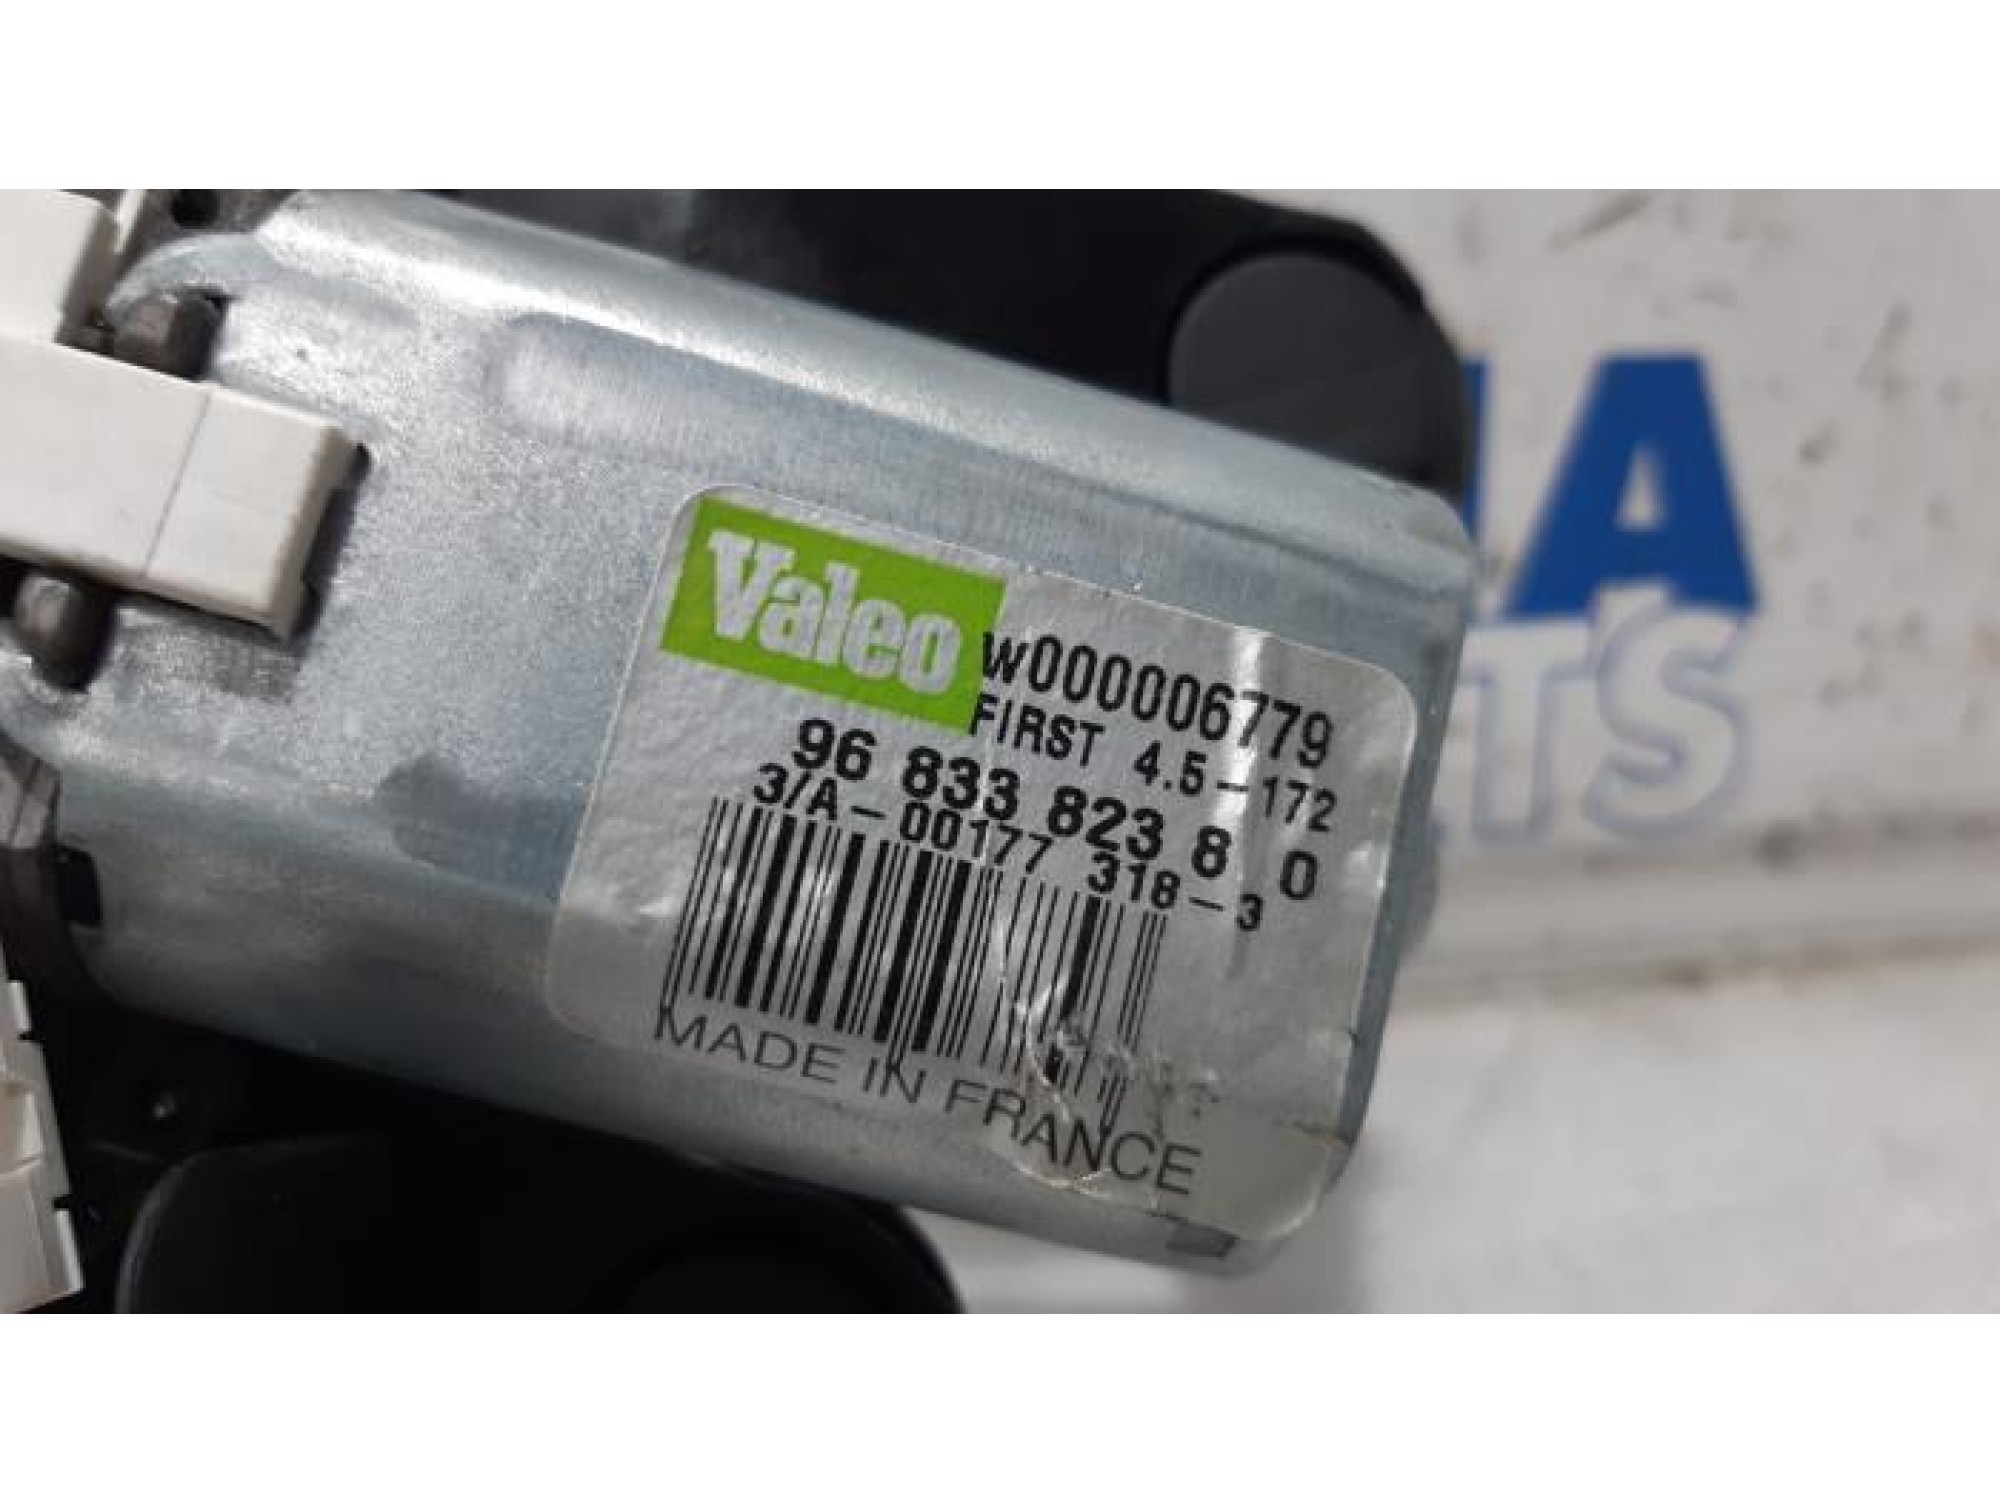 Valeo
W000006779
FIRST 4.5-172
96 833 823 8 0
3/A-00177 318-3
MADE IN FRANCE